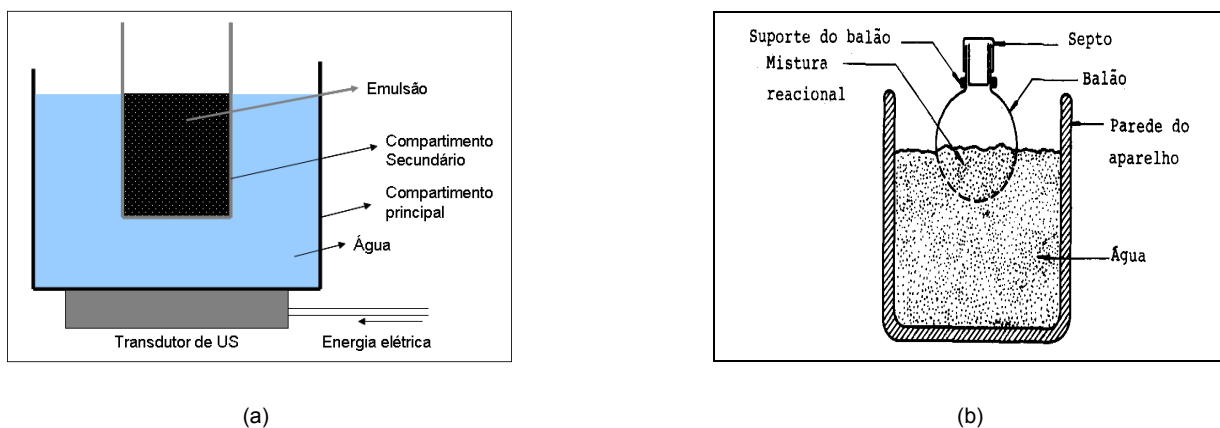 Emulsão
Compartimento
Secundário
Compartimento
principal
Água
Transdutor de US
Energia elétrica
(a)
Suporte do balão
Septo
Mistura
reacional
Balão
Parede do
aparelho
Água
(b)